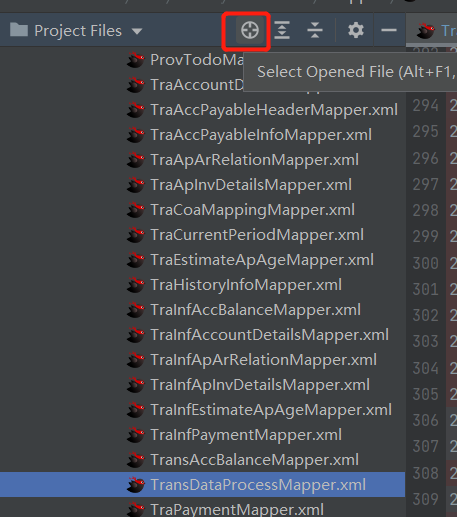 Project Files
Tra
Select Opened File (Alt+F1,
ProvTodoMa
TraAccountD
TraAccPayableHeaderMapper.xml
294
TraAccPayableInfoMapper.xml
295
TraApArRelationMapper.xml
296
TraApInvDetailsMapper.xml
297
TraCoaMappingMapper.xml
298
TraCurrentPeriodMapper.xml
299
TraEstimateApAgeMapper.xml
300
TraHistoryInfoMapper.xml
301
TraInfAccBalanceMapper.xml
302
TraInfAccountDetailsMapper.xml
303
TraInfApArRelationMapper.xml
304
TraInfApInvDetailsMapper.xml
305
TraInfEstimateApAgeMapper.xml
306
TraInfPaymentMapper.xml
307
TransAccBalanceMapper.xml
308
TransDataProcessMapper.xml
309
TraPaymentMapper.xml